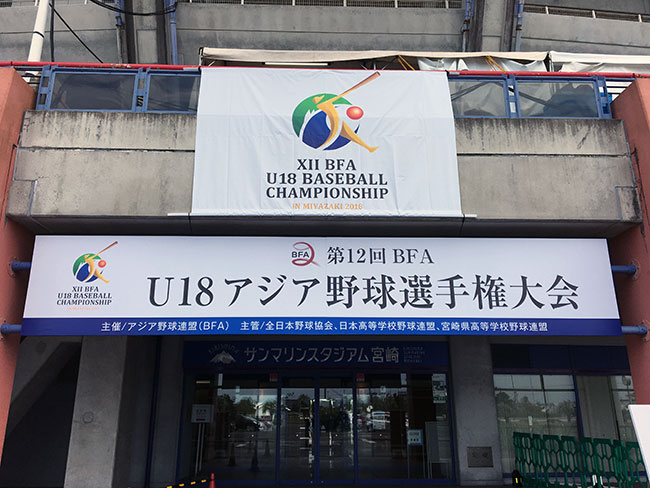 XII BFA
U18 BASEBALL
CHAMPIONSHIP
IN MIYAZAKI 2018
BFA
第12回 BFA
U18 アジア野球選手権大会
XII BFA
U18 BASEBALL
CHAMPIONSHIP
主催/アジア野球連盟(BFA) 主管/全日本野球協会、日本高等学校野球連盟、宮崎県高等学校野球連盟
サンマリンスタジアム宮崎